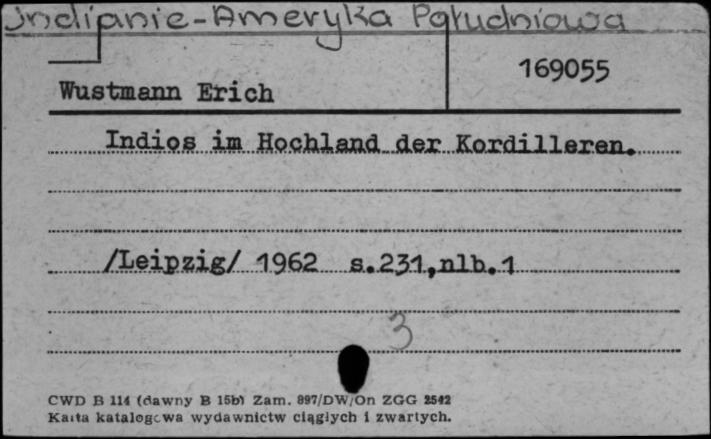 Indianie-Ameryka Południowa
169055
Wustmann Erich
Indios im Hochland der Kordilleren.
/Leipzig/ 1962 s.231,nlb.1
3
CWD B 114 (dawny B 15b) Zam. 897/DW/On ZGG 2542
Karta katalogowa wydawnictw ciągłych i zwartych.